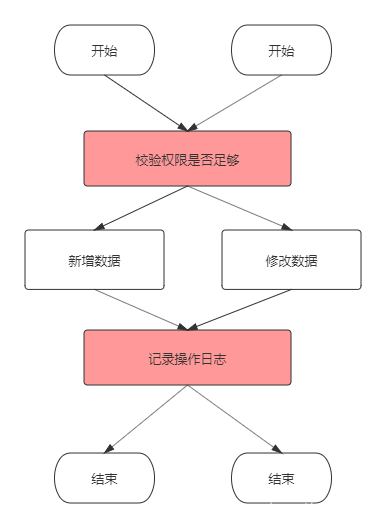 开始
开始
校验权限是否足够
新增数据
修改数据
记录操作日志
结束
结束